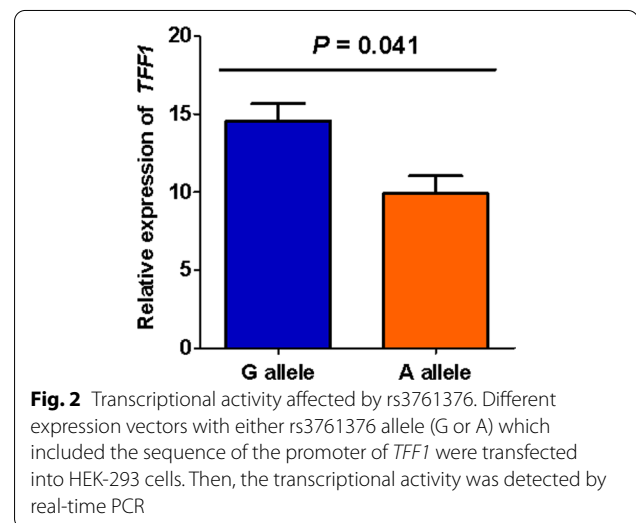 20
P = 0.041
15
10
5
0
Relative expression of TFF1
G allele
A allele
Fig. 2 Transcriptional activity affected by rs3761376. Different
expression vectors with either rs3761376 allele (G or A) which
included the sequence of the promoter of TFF1 were transfected
into HEK-293 cells. Then, the transcriptional activity was detected by
real-time PCR